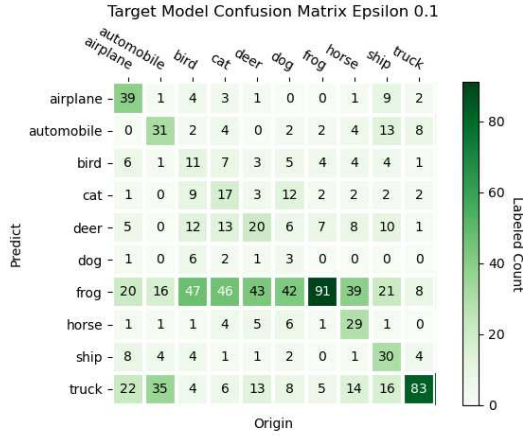 Target Model Confusion Matrix Epsilon 0.1
airplane automobile bird cat deer dog frog horse ship truck
airplane 39 1 4 3 1 0 0 1 9 2
automobile 0 31 2 4 0 2 2 4 13 8
bird 6 1 11 7 3 5 4 4 4 1
cat 1 0 9 17 3 12 2 2 2 2
deer 5 0 12 13 20 6 7 8 10 1
dog 1 0 6 2 1 3 0 0 0 0
frog 20 16 47 46 43 42 91 39 21 8
horse 1 1 1 4 5 6 1 29 1 0
ship 8 4 4 1 1 2 0 1 30 4
truck 22 35 4 6 13 8 5 14 16 83
Predict
Origin
80
60
40
20
0
Labeled Count